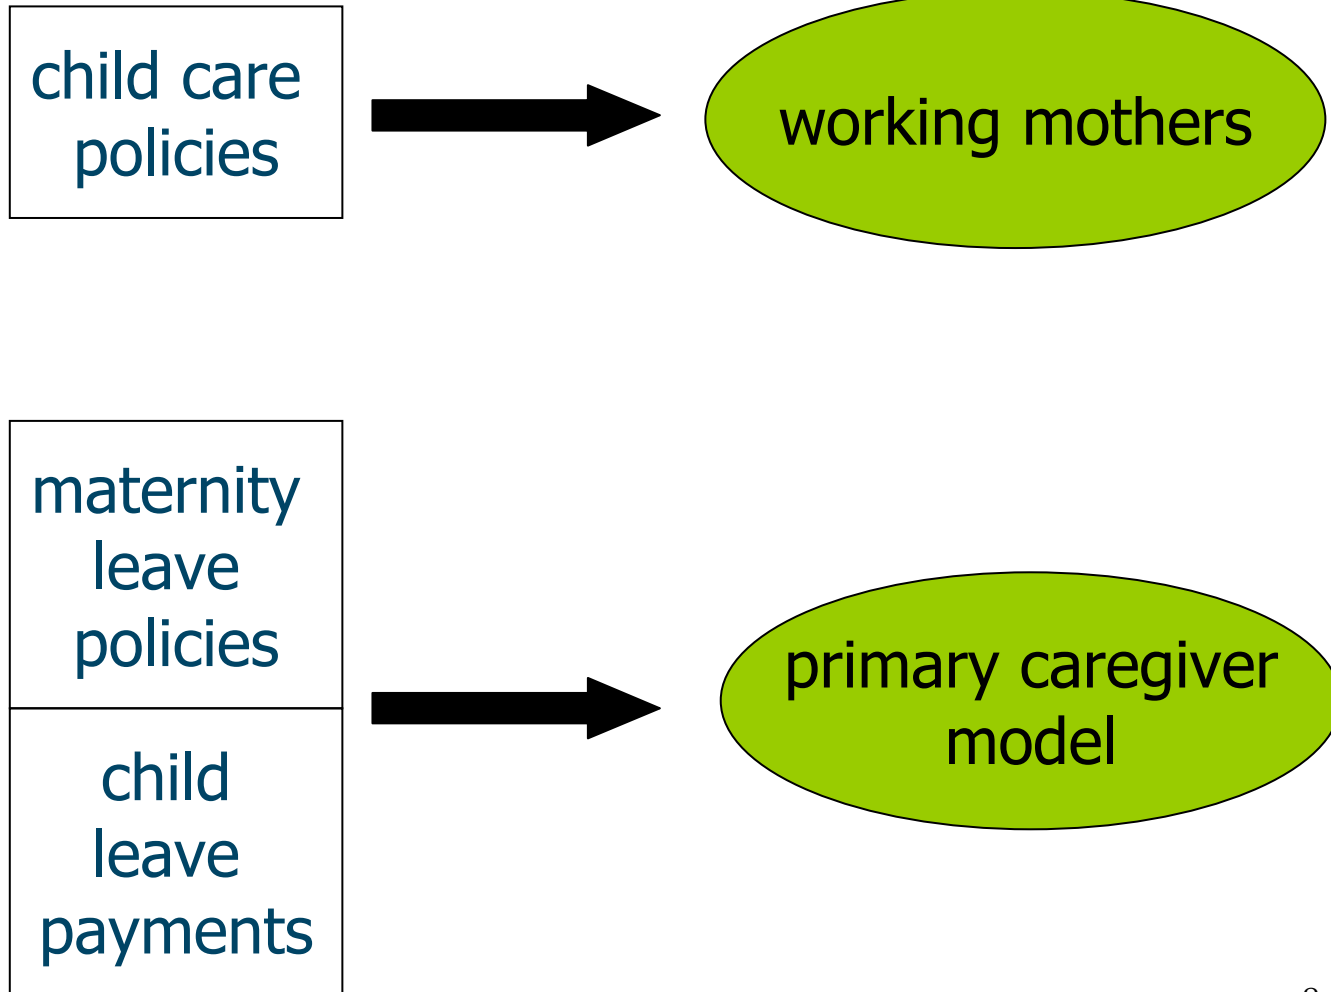 child care
policies
working mothers
maternity
leave
policies
primary caregiver
model
child
leave
payments